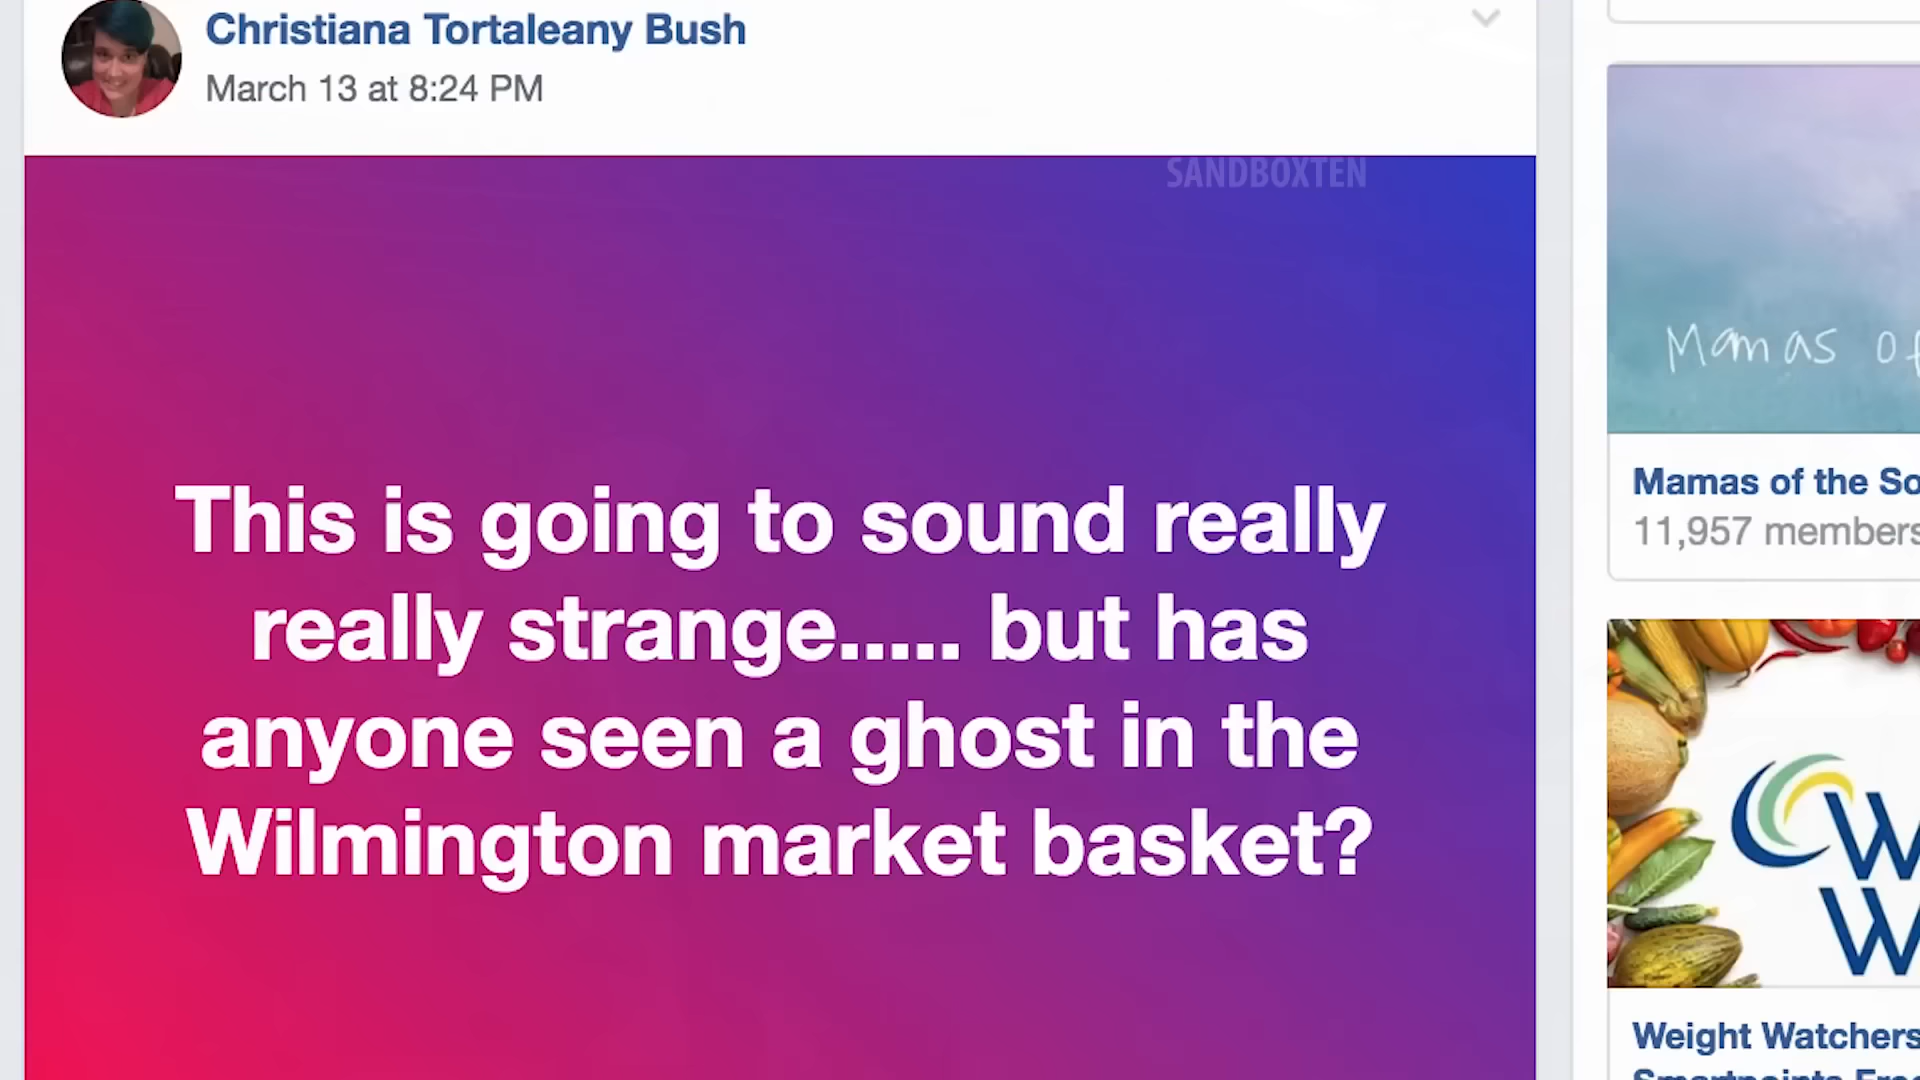 Christiana Tortaleany Bush
March 13 at 8:24 PM
SANDBOXTEN
This is going to sound really
really strange..... but has
anyone seen a ghost in the
Wilmington market basket?
Mamas of
Mamas of the So
11,957 members
W
W
Weight Watchers